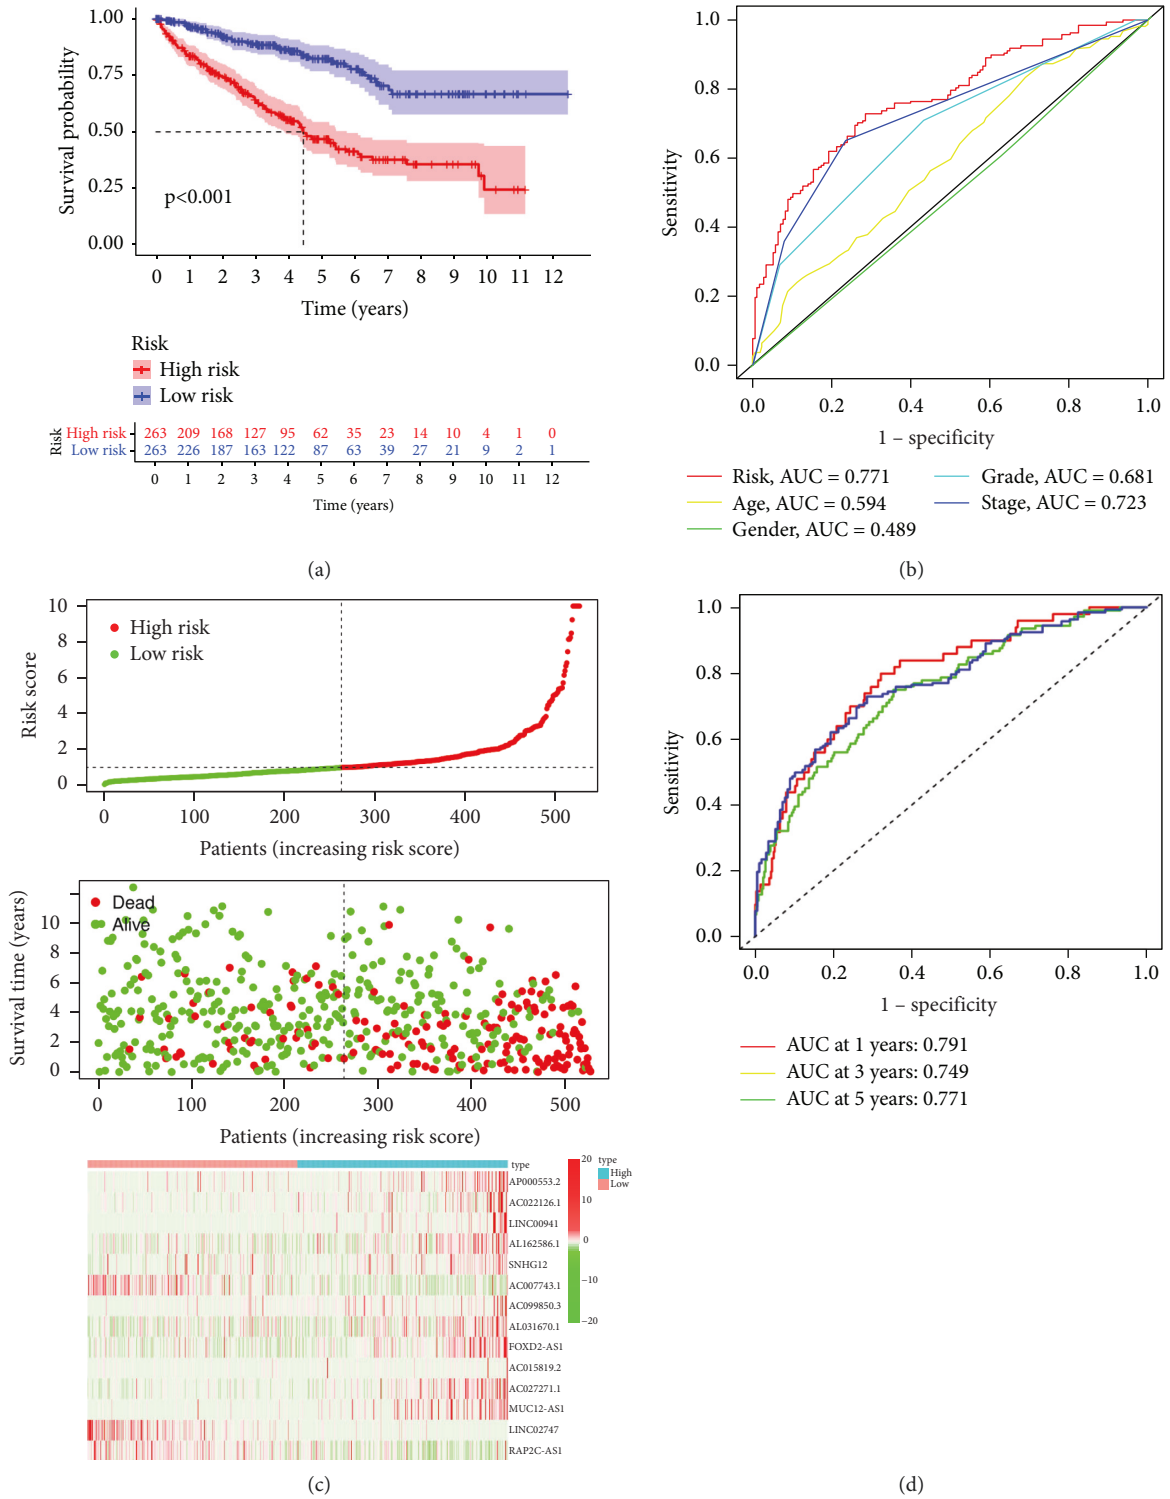 1.00
0.75
0.50
0.25
0.00
Survival probability
p<0.001
0 1 2 3 4 5 6 7 8 9 10 11 12
Time (years)
Risk
High risk
Low risk
Risk
High risk 263 209 168 127 95 62 35 23 14 10 4 1 0
Low risk 263 226 187 163 122 87 63 39 27 21 9 2 1
0 1 2 3 4 5 6 7 8 9 10 11 12
Time (years)
(a)
1.0
0.8
0.6
0.4
0.2
0.0
Sensitivity
0.0 0.2 0.4 0.6 0.8 1.0
1 – specificity
Risk, AUC = 0.771
Age, AUC = 0.594
Gender, AUC = 0.489
Grade, AUC = 0.681
Stage, AUC = 0.723
(b)
10
8
6
4
2
0
Risk score
High risk
Low risk
0 100 200 300 400 500
Patients (increasing risk score)
10
8
6
4
2
0
Survival time (years)
Dead
Alive
0 100 200 300 400 500
Patients (increasing risk score)
type
AP000553.2
AC022126.1
LINC00941
AL162586.1
SNHG12
AC007743.1
AC099850.3
AL031670.1
FOXD2-AS1
AC015819.2
AC027271.1
MUC12-AS1
LINC02747
RAP2C-AS1
20
10
0
−10
−20
type
High
Low
(c)
1.0
0.8
0.6
0.4
0.2
0.0
Sensitivity
0.0 0.2 0.4 0.6 0.8 1.0
1 – specificity
AUC at 1 years: 0.791
AUC at 3 years: 0.749
AUC at 5 years: 0.771
(d)